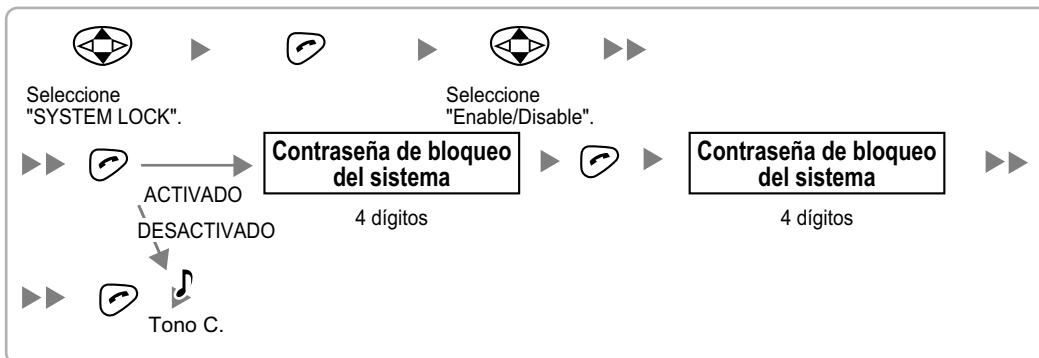 Seleccione
"SYSTEM LOCK".
Seleccione
"Enable/Disable".
Contraseña de bloqueo
del sistema
4 dígitos
Contraseña de bloqueo
del sistema
4 dígitos
ACTIVADO
DESACTIVADO
Tono C.